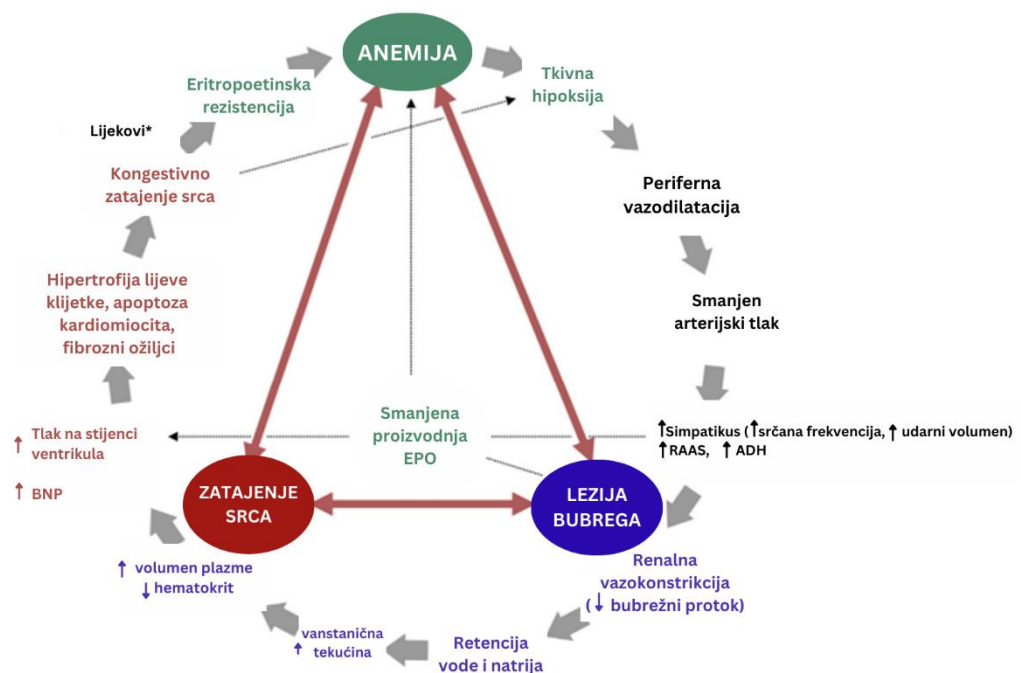 ANEMIJA
Tkivna
hipoksija
Periferna
vazodilatacija
Smanjen
arterijski tlak
↑Simpatikus (↑srčana frekvencija, ↑ udarni volumen)
↑RAAS, ↑ ADH
Renalna
vazokonstrikcija
(↓ bubrežni protok)
Retencija
vode i natrija
vanstanična
↑ tekućina
↑ volumen plazme
↓ hematokrit
↑ Tlak na stijenci
ventrikula
↑ BNP
Hipertrofija lijeve
klijetke, apoptoza
kardiomiocita,
fibrozni ožiljci
Kongestivno
zatajenje srca
Lijekovi*
Eritropoetinska
rezistencija
Smanjena
proizvodnja
EPO
ZATAJENJE
SRCA
LEZIJA
BUBREGA